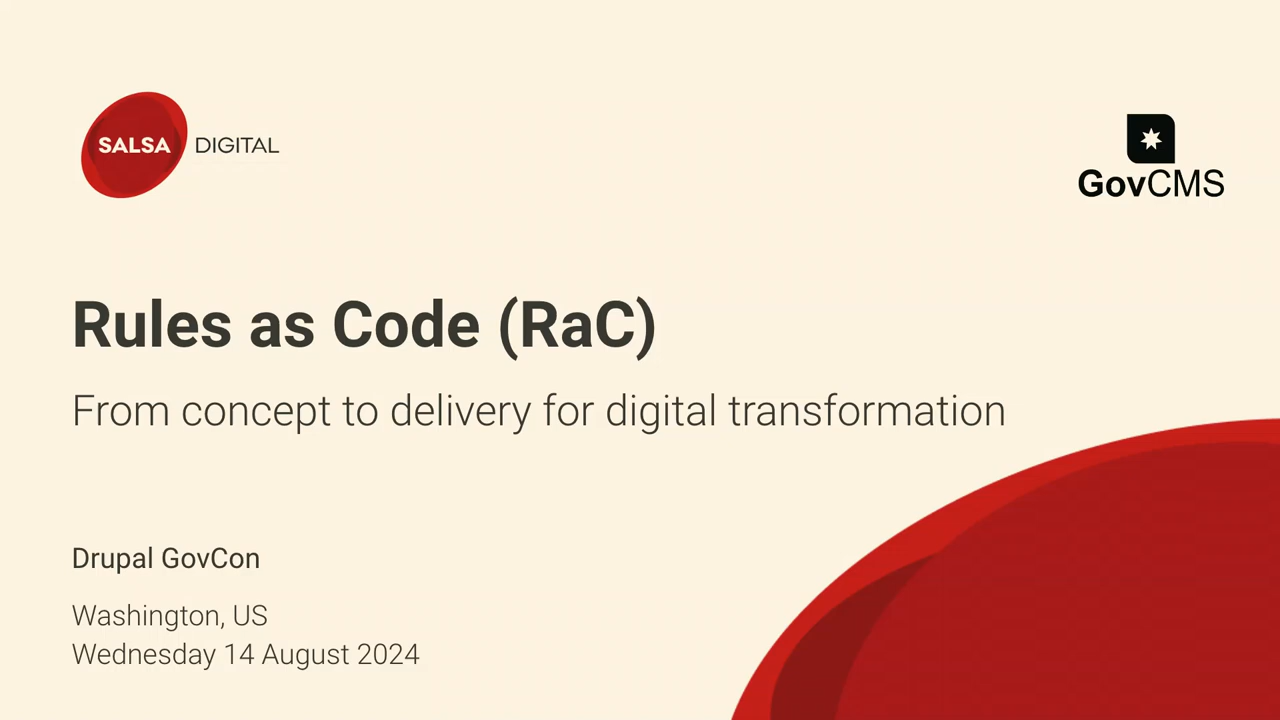 SALSA DIGITAL
GovCMS
Rules as Code (RaC)
From concept to delivery for digital transformation
Drupal GovCon
Washington, US
Wednesday 14 August 2024